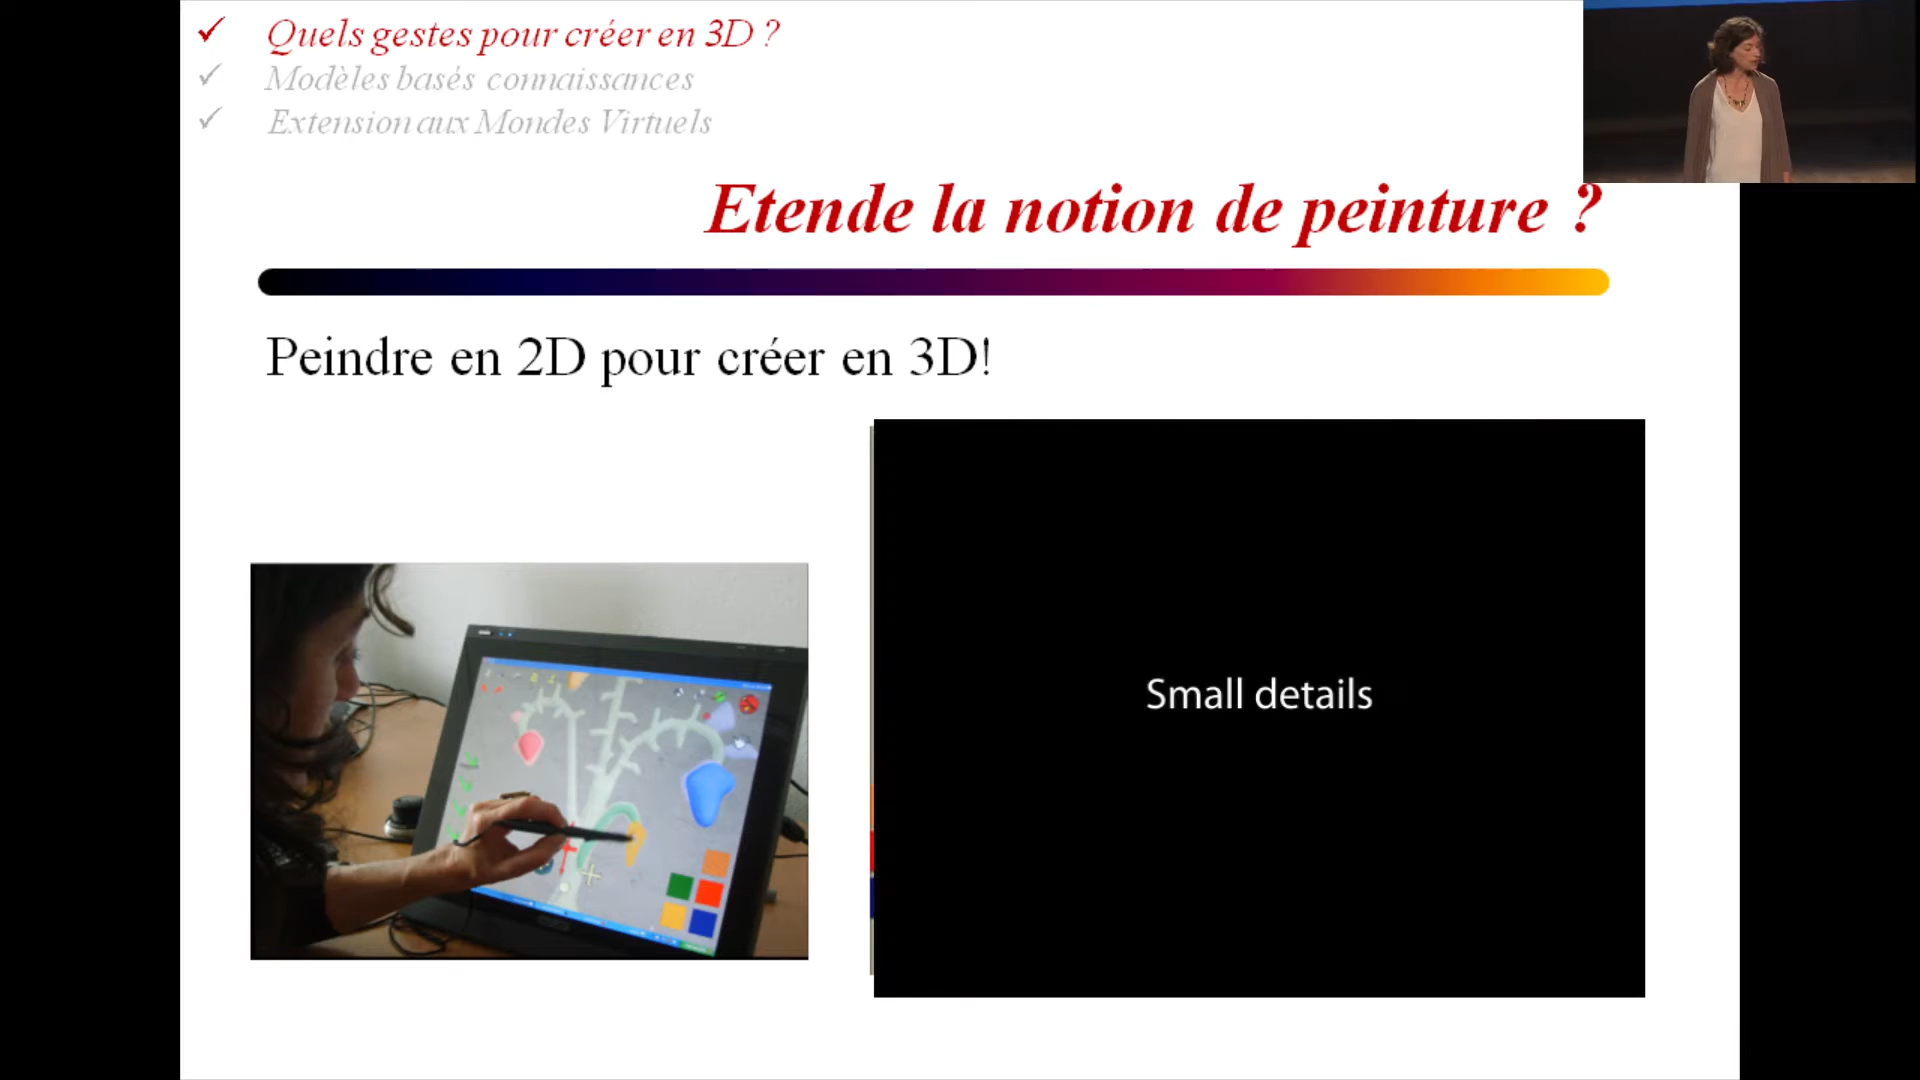 ✓ Quels gestes pour créer en 3D ?
✓ Modèles basés connaissances
✓ Extension aux Mondes Virtuels
Etende la notion de peinture ?
Peindre en 2D pour créer en 3D!
Small details